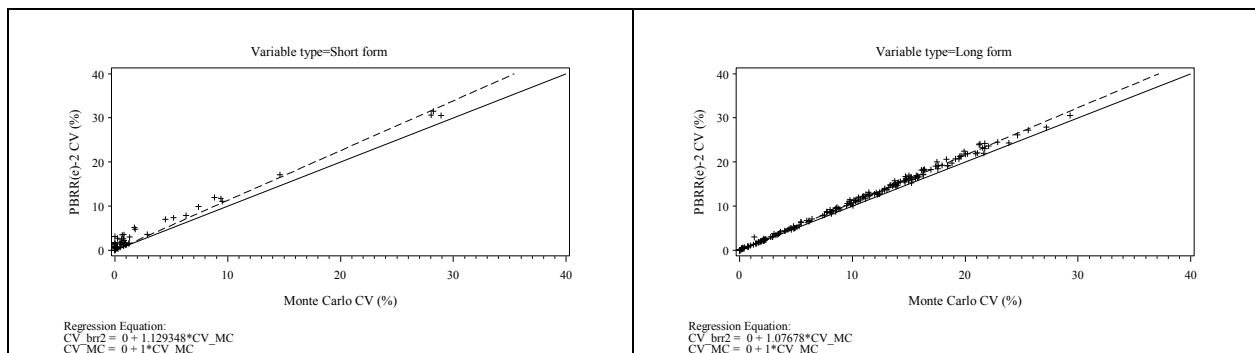 Variable type=Short form
PBRR(e)-2 CV (%)
40
30
20
10
0
0 10 20 30 40
Monte Carlo CV (%)
Regression Equation:
CV_brr2 = 0 + 1.129348*CV_MC
CV_MC = 0 + 1*CV_MC
Variable type=Long form
PBRR(e)-2 CV (%)
40
30
20
10
0
0 10 20 30 40
Monte Carlo CV (%)
Regression Equation:
CV_brr2 = 0 + 1.07678*CV_MC
CV_MC = 0 + 1*CV_MC